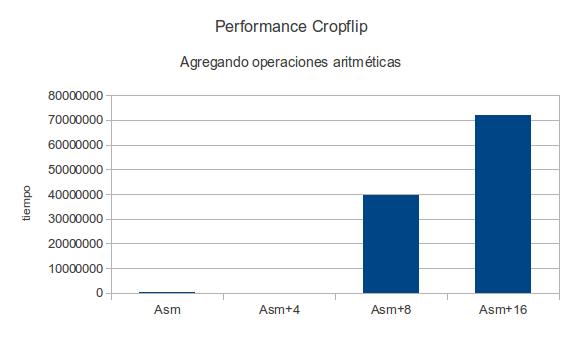 Performance Cropflip
Agregando operaciones aritméticas
80000000
70000000
60000000
50000000
40000000
30000000
20000000
10000000
0
tiempo
Asm Asm+4 Asm+8 Asm+16